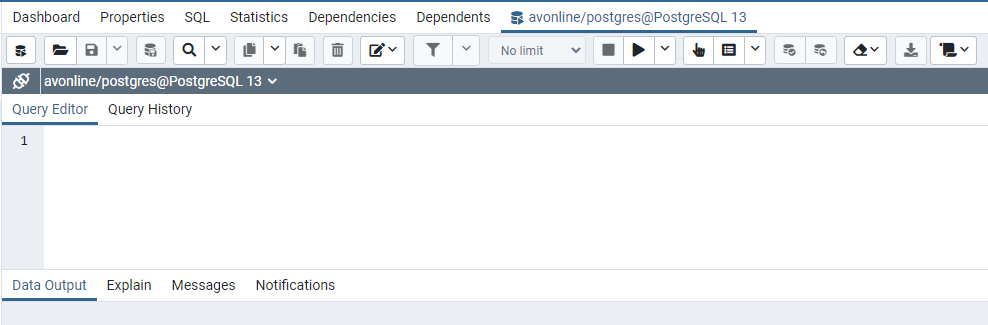 Dashboard Properties SQL Statistics Dependencies Dependents avonline/postgres@PostgreSQL 13
No limit
avonline/postgres@PostgreSQL 13
Query Editor Query History
1
Data Output Explain Messages Notifications